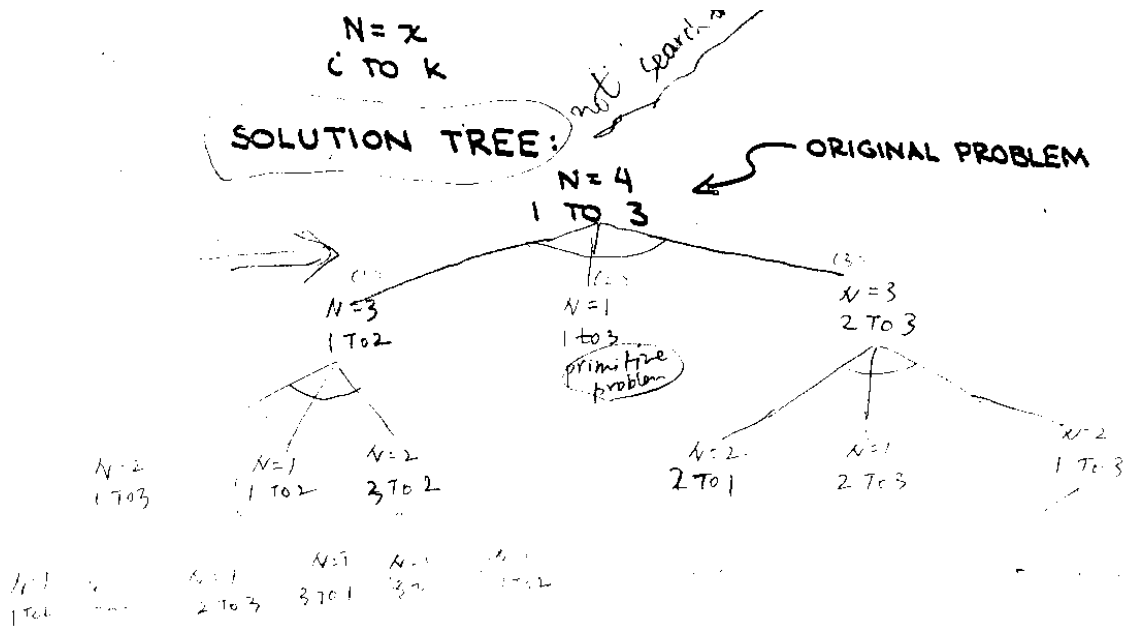 N = x
i TO k
not search
SOLUTION TREE:
ORIGINAL PROBLEM
N = 4
1 TO 3
(1)
(2)
(3)
N = 3
1 TO 2
N = 1
1 to 3
primitive
problem
N = 3
2 TO 3
N = 2
1 TO 3
N = 1
1 TO 2
N = 2
3 TO 2
N = 2
2 TO 1
N = 1
2 TO 3
N = 2
1 TO 3
N = 1
2 TO 3
N = 1
3 TO 1
1 TO 2